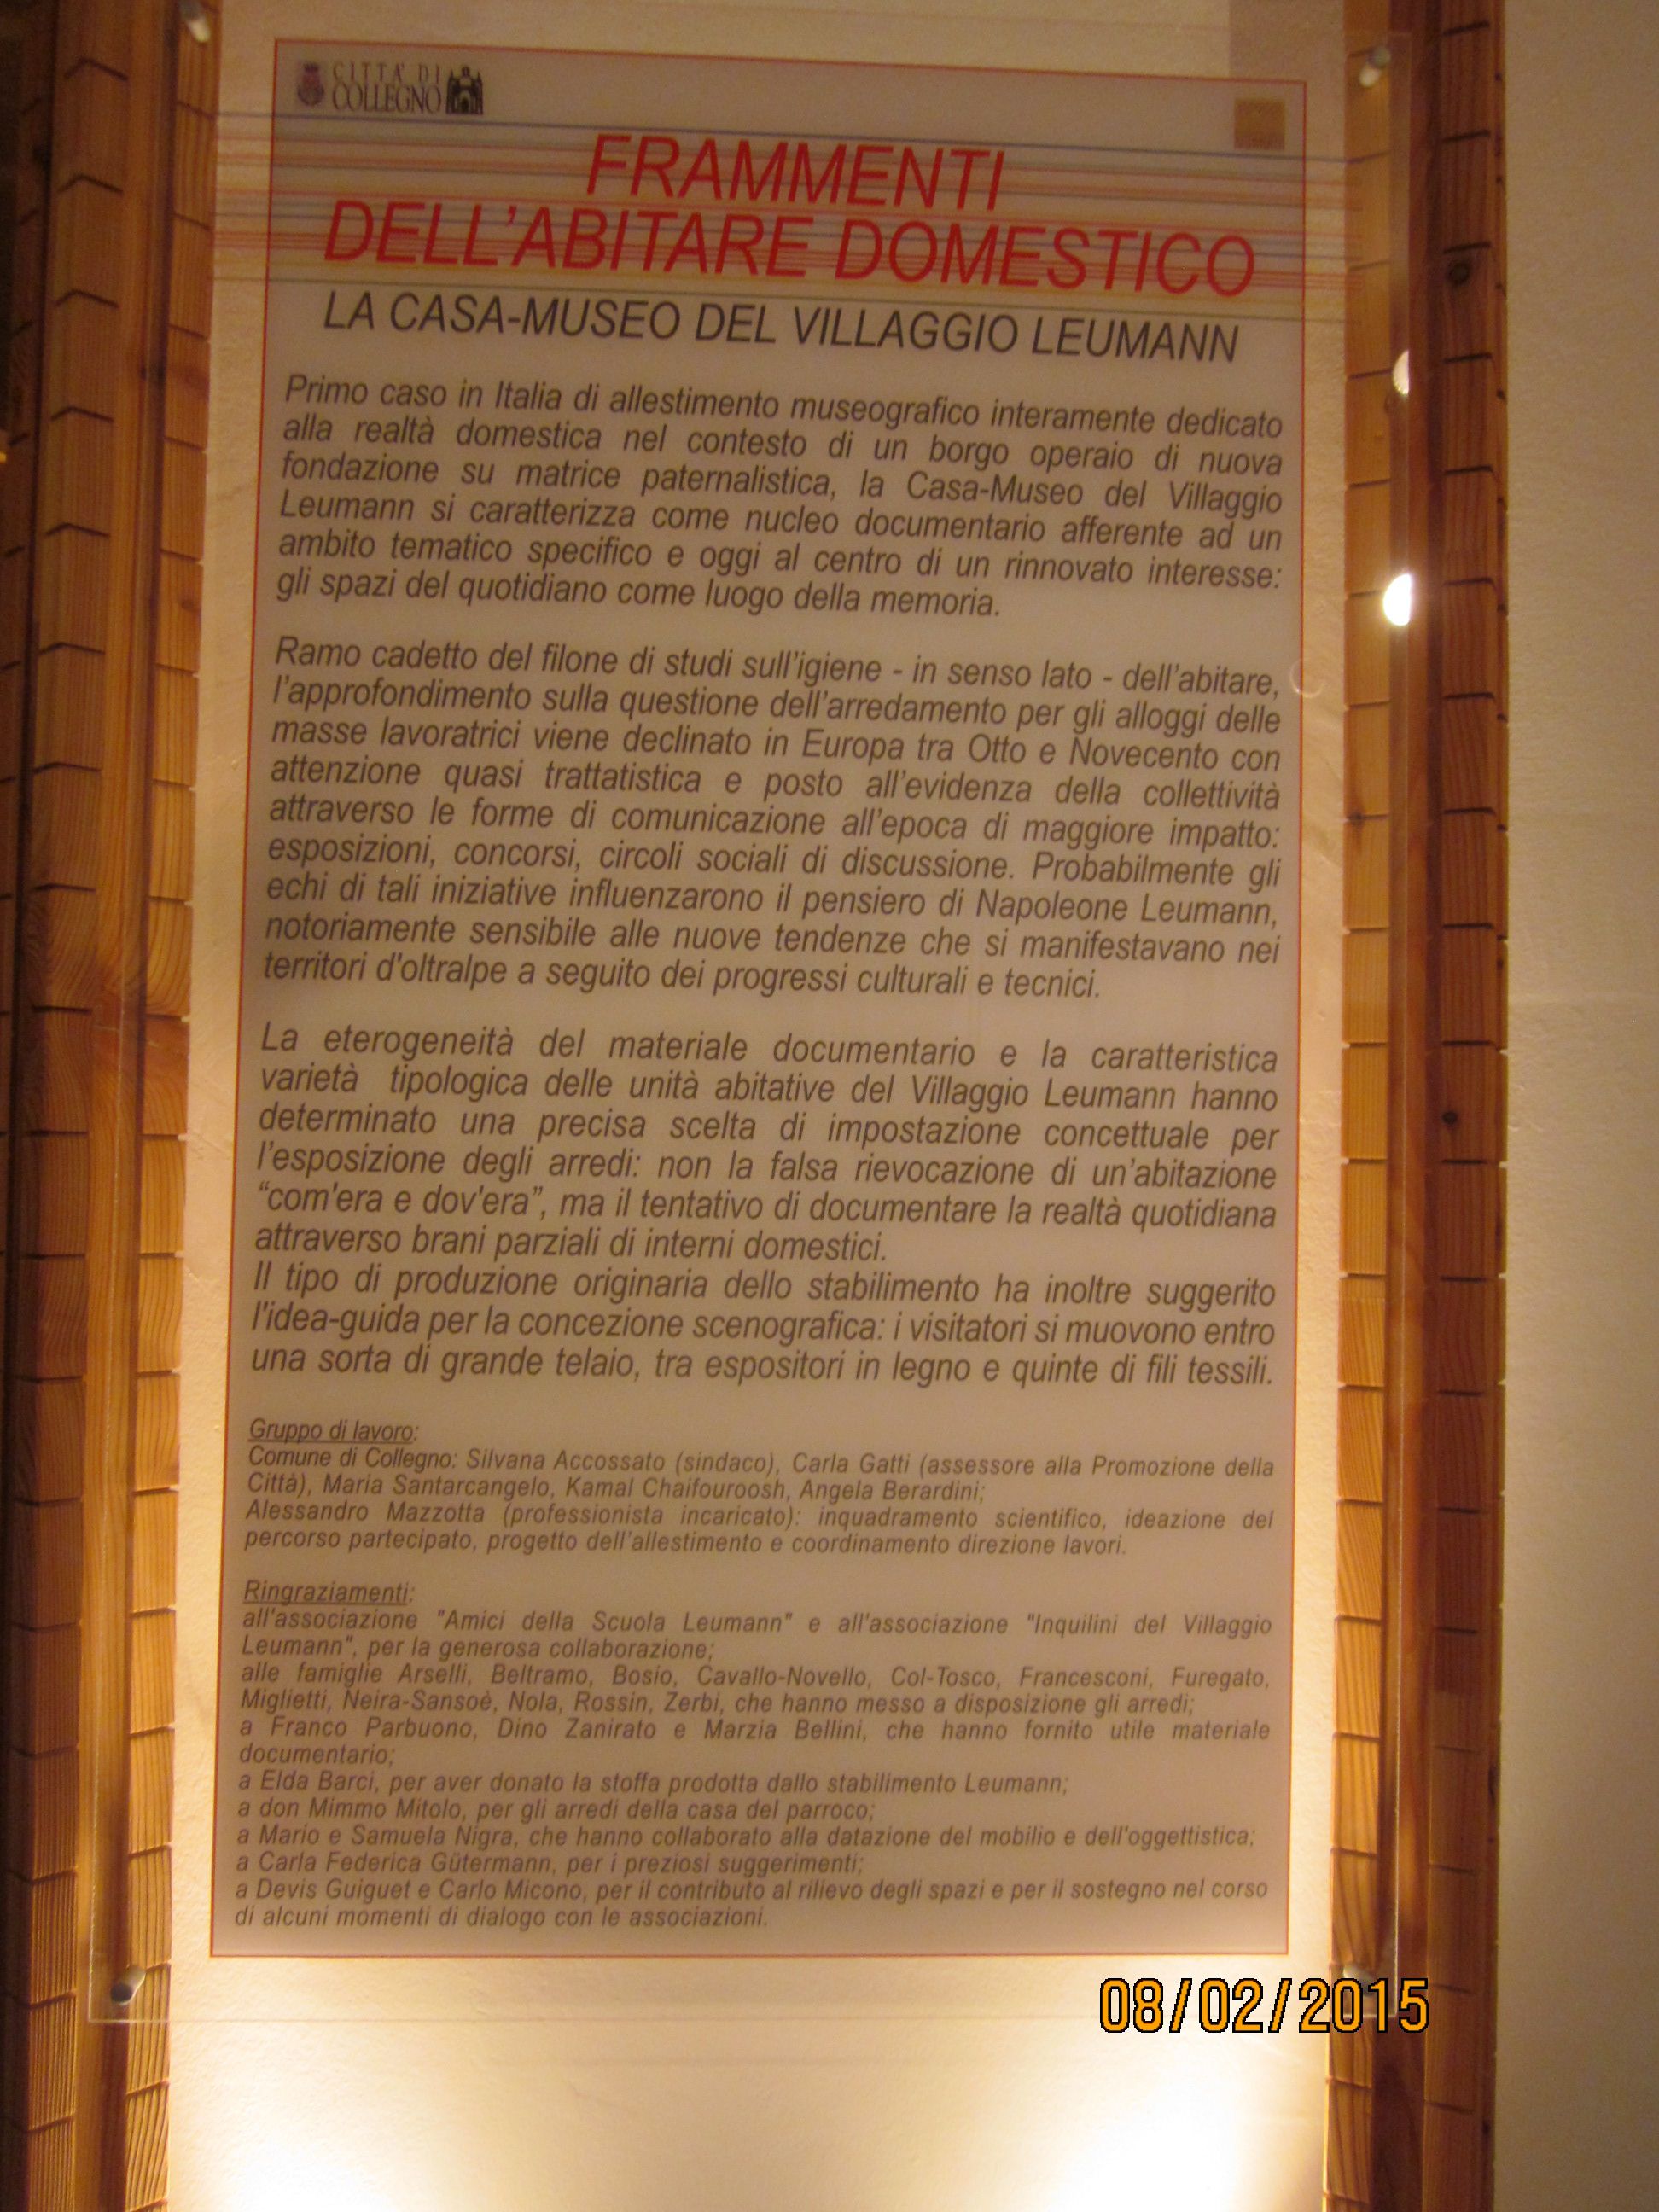 CITTA' DI
COLLEGNO
FRAMMENTI
DELL'ABITARE DOMESTICO
LA CASA-MUSEO DEL VILLAGGIO LEUMANN
Primo caso in Italia di allestimento museografico interamente dedicato
alla realtà domestica nel contesto di un borgo operaio di nuova
fondazione su matrice paternalistica, la Casa-Museo del Villaggio
Leumann si caratterizza come nucleo documentario afferente ad un
ambito tematico specifico e oggi al centro di un rinnovato interesse:
gli spazi del quotidiano come luogo della memoria.
Ramo cadetto del filone di studi sull'igiene - in senso lato - dell'abitare,
l'approfondimento sulla questione dell'arredamento per gli alloggi delle
masse lavoratrici viene declinato in Europa tra Otto e Novecento con
attenzione quasi trattatistica e posto all'evidenza della collettività
attraverso le forme di comunicazione all'epoca di maggiore impatto:
esposizioni, concorsi, circoli sociali di discussione. Probabilmente gli
echi di tali iniziative influenzarono il pensiero di Napoleone Leumann,
notoriamente sensibile alle nuove tendenze che si manifestavano nei
territori d'oltralpe a seguito dei progressi culturali e tecnici.
La eterogeneità del materiale documentario e la caratteristica
varietà tipologica delle unità abitative del Villaggio Leumann hanno
determinato una precisa scelta di impostazione concettuale per
l'esposizione degli arredi: non la falsa rievocazione di un'abitazione
“com'era e dov'era”, ma il tentativo di documentare la realtà quotidiana
attraverso brani parziali di interni domestici.
Il tipo di produzione originaria dello stabilimento ha inoltre suggerito
l'idea-guida per la concezione scenografica: i visitatori si muovono entro
una sorta di grande telaio, tra espositori in legno e quinte di fili tessili.
Gruppo di lavoro:
Comune di Collegno: Silvana Accossato (sindaco), Carla Gatti (assessore alla Promozione della
Città), Maria Santarcangelo, Kamal Chaifouroosh, Angela Berardini;
Alessandro Mazzotta (professionista incaricato): inquadramento scientifico, ideazione del
percorso partecipato, progetto dell'allestimento e coordinamento direzione lavori.
Ringraziamenti:
all'associazione "Amici della Scuola Leumann" e all'associazione "Inquilini del Villaggio
Leumann", per la generosa collaborazione;
alle famiglie Arselli, Beltramo, Bosio, Cavallo-Novello, Col-Tosco, Francesconi, Furegato,
Miglietti, Neira-Sansoè, Nola, Rossin, Zerbi, che hanno messo a disposizione gli arredi;
a Franco Parbuono, Dino Zanirato e Marzia Bellini, che hanno fornito utile materiale
documentario;
a Elda Barci, per aver donato la stoffa prodotta dallo stabilimento Leumann;
a don Mimmo Mitolo, per gli arredi della casa del parroco;
a Mario e Samuela Nigra, che hanno collaborato alla datazione del mobilio e dell'oggettistica;
a Carla Federica Gütermann, per i preziosi suggerimenti;
a Devis Guiguet e Carlo Micono, per il contributo al rilievo degli spazi e per il sostegno nel corso
di alcuni momenti di dialogo con le associazioni.
08/02/2015